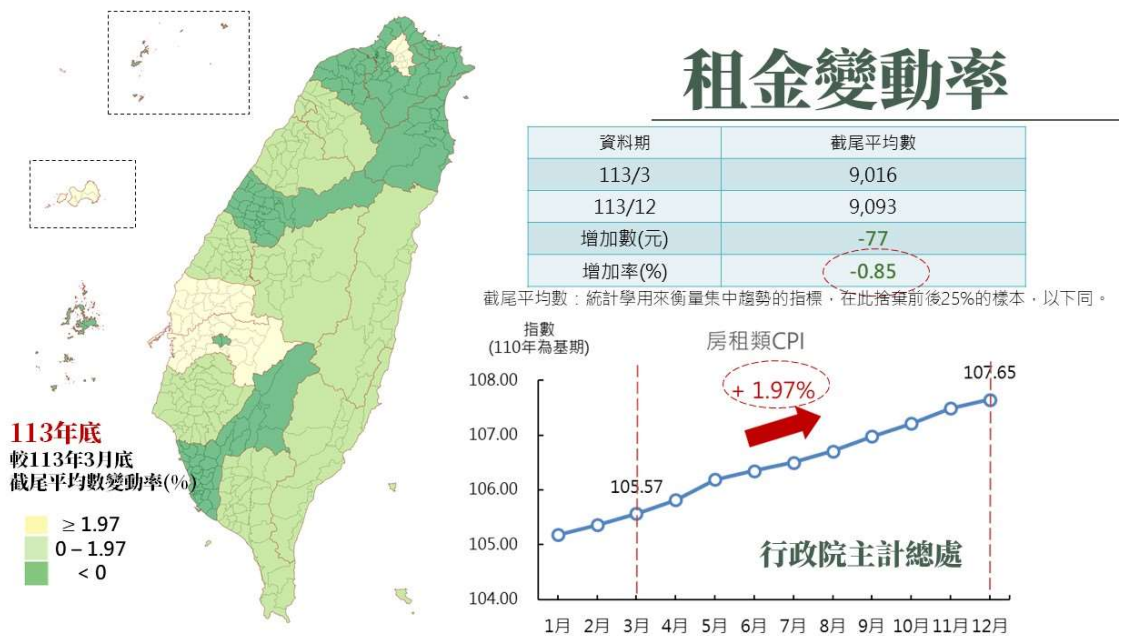 租金變動率
資料期 截尾平均數
113/3 9,016
113/12 9,093
增加數(元) -77
增加率(%) -0.85
截尾平均數：統計學用來衡量集中趨勢的指標，在此捨棄前後25%的樣本，以下同。
113年底
較113年3月底
截尾平均數變動率(%)
≥ 1.97
0 – 1.97
< 0
指數
(110年為基期)
房租類CPI
108.00
107.00
106.00
105.00
104.00
105.57
+ 1.97%
107.65
行政院主計總處
1月 2月 3月 4月 5月 6月 7月 8月 9月 10月 11月 12月